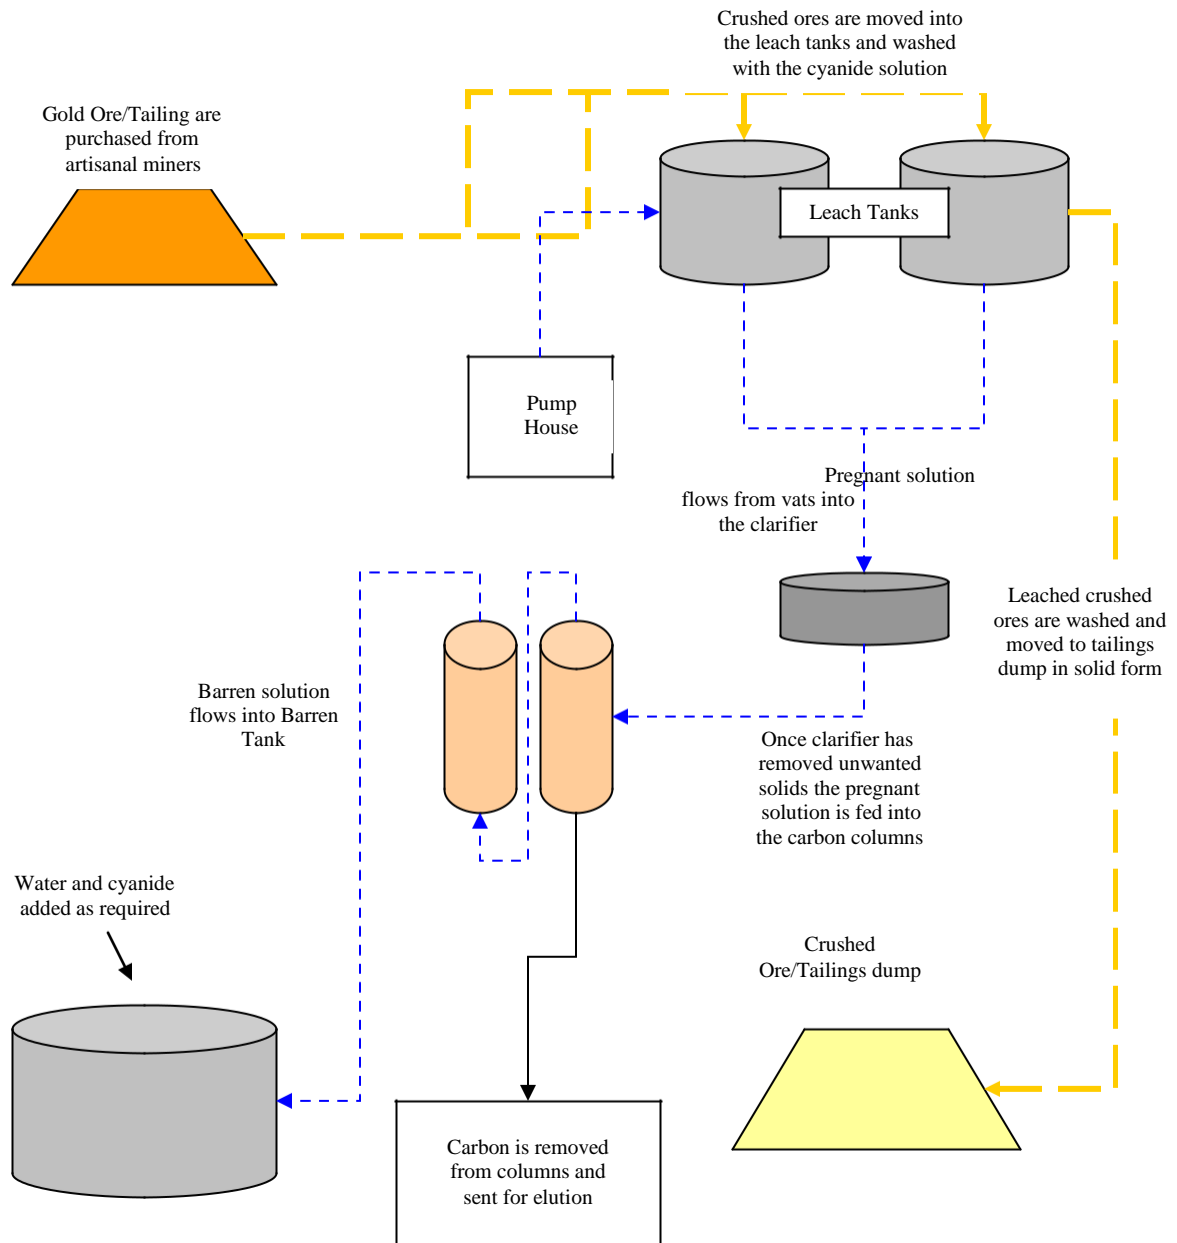 Crushed ores are moved into
the leach tanks and washed
with the cyanide solution
Gold Ore/Tailing are
purchased from
artisanal miners
Leach Tanks
Pump
House
Pregnant solution
flows from vats into
the clarifier
Leached crushed
ores are washed and
moved to tailings
dump in solid form
Barren solution
flows into Barren
Tank
Once clarifier has
removed unwanted
solids the pregnant
solution is fed into
the carbon columns
Water and cyanide
added as required
Crushed
Ore/Tailings dump
Carbon is removed
from columns and
sent for elution